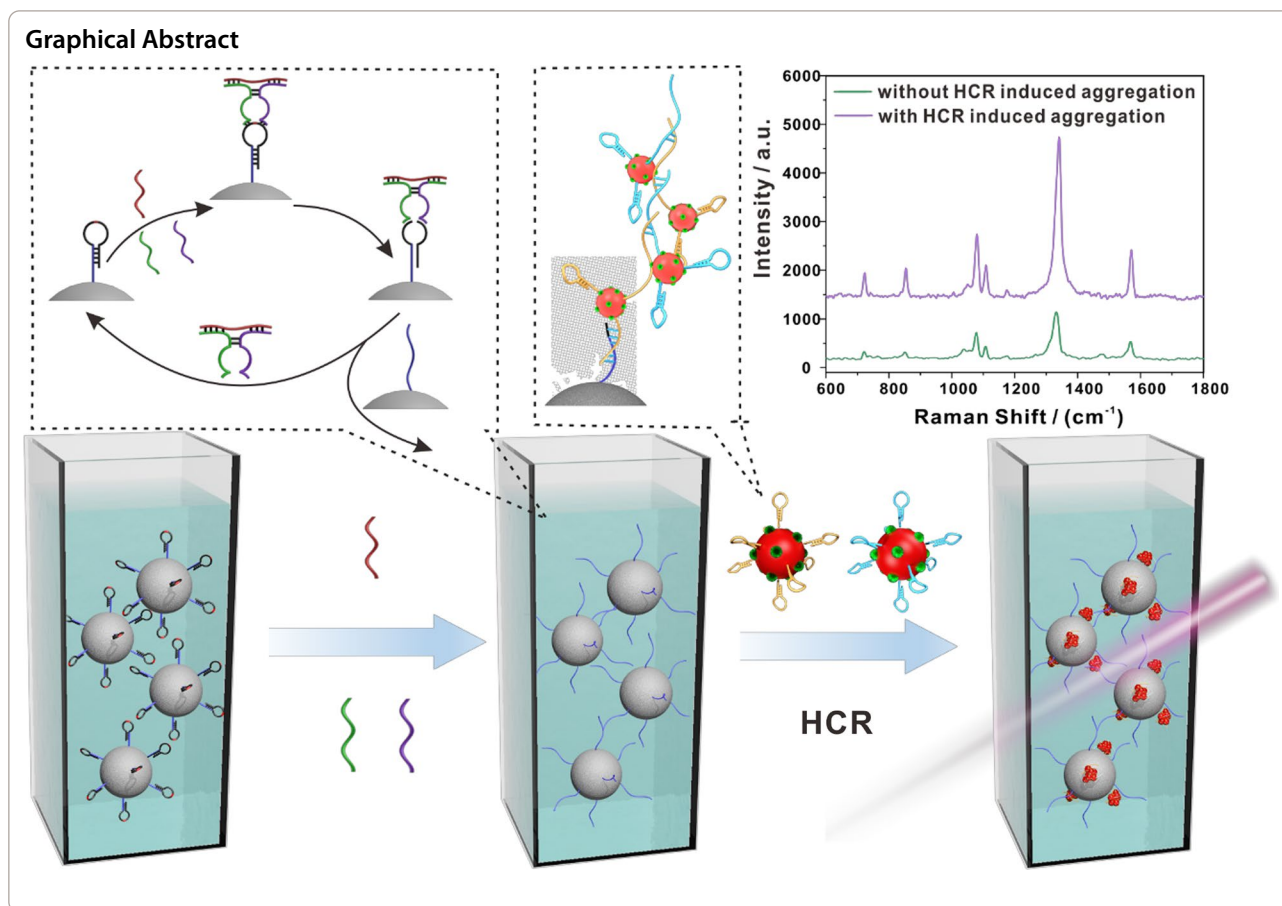 Graphical Abstract
6000
5000
4000
3000
2000
1000
0
Intensity / a.u.
without HCR induced aggregation
with HCR induced aggregation
600 800 1000 1200 1400 1600 1800
Raman Shift / (cm⁻¹)
HCR